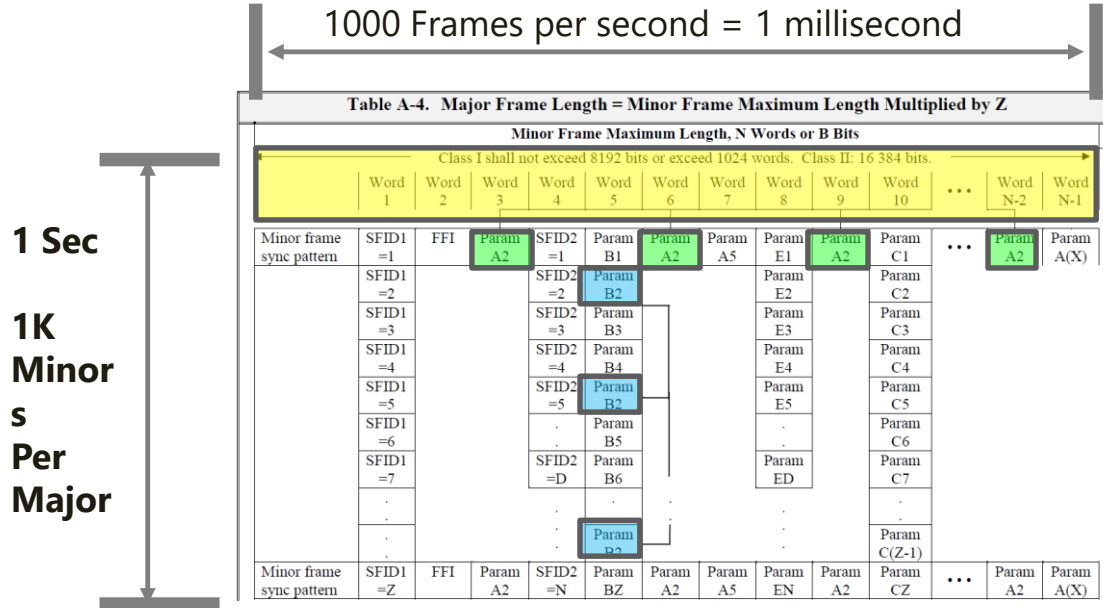 1000 Frames per second = 1 millisecond
Table A-4. Major Frame Length = Minor Frame Maximum Length Multiplied by Z
Minor Frame Maximum Length, N Words or B Bits
Class I shall not exceed 8192 bits or exceed 1024 words. Class II: 16 384 bits.
Word Word Word Word Word Word Word Word Word Word ••• Word Word
1 2 3 4 5 6 7 8 9 10 N-2 N-1
1 Sec
1K
Minor
s
Per
Major
Minor frame SFID1 FFI Param SFID2 Param Param Param Param Param Param ••• Param Param
sync pattern =1 A2 =1 B1 A2 A5 E1 A2 C1 A2 A(X)
SFID1 SFID2 Param Param Param
=2 =2 B2 E2 C2
SFID1 SFID2 Param Param Param
=3 =3 B3 E3 C3
SFID1 SFID2 Param Param Param
=4 =4 B4 E4 C4
SFID1 SFID2 Param Param Param
=5 =5 B2 E5 C5
SFID1 . Param . Param
=6 . B5 . C6
SFID1 SFID2 Param Param Param
=7 =D B6 ED C7
. . . . .
. . . . .
. . Param . Param
. . B2 . C(Z-1)
Minor frame SFID1 FFI Param SFID2 Param Param Param Param Param Param ••• Param Param
sync pattern =Z A2 =N BZ A2 A5 EN A2 CZ A2 A(X)